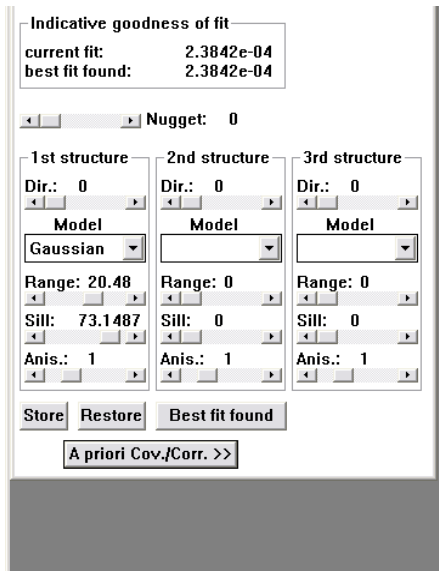 Indicative goodness of fit
current fit: 2.3842e-04
best fit found: 2.3842e-04
Nugget: 0
1st structure 2nd structure 3rd structure
Dir.: 0 Dir.: 0 Dir.: 0
Model Model Model
Gaussian
Range: 20.48 Range: 0 Range: 0
Sill: 73.1487 Sill: 0 Sill: 0
Anis.: 1 Anis.: 1 Anis.: 1
Store Restore Best fit found
A priori Cov./Corr. >>